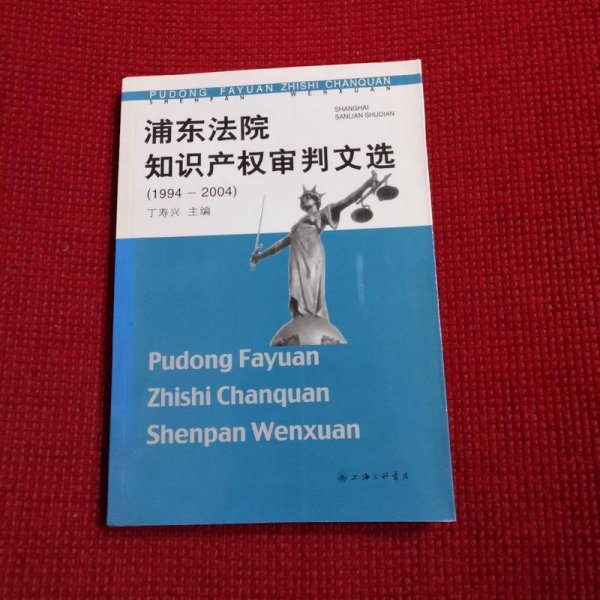 PUDONG FAYUAN ZHISHI CHANQUAN
SHENPAN WENXUAN
SHANGHAI
SANLIAN SHUDIAN
浦东法院
知识产权审判文选
(1994－2004)
丁寿兴 主编
Pudong Fayuan
Zhishi Chanquan
Shenpan Wenxuan
上海三联书店